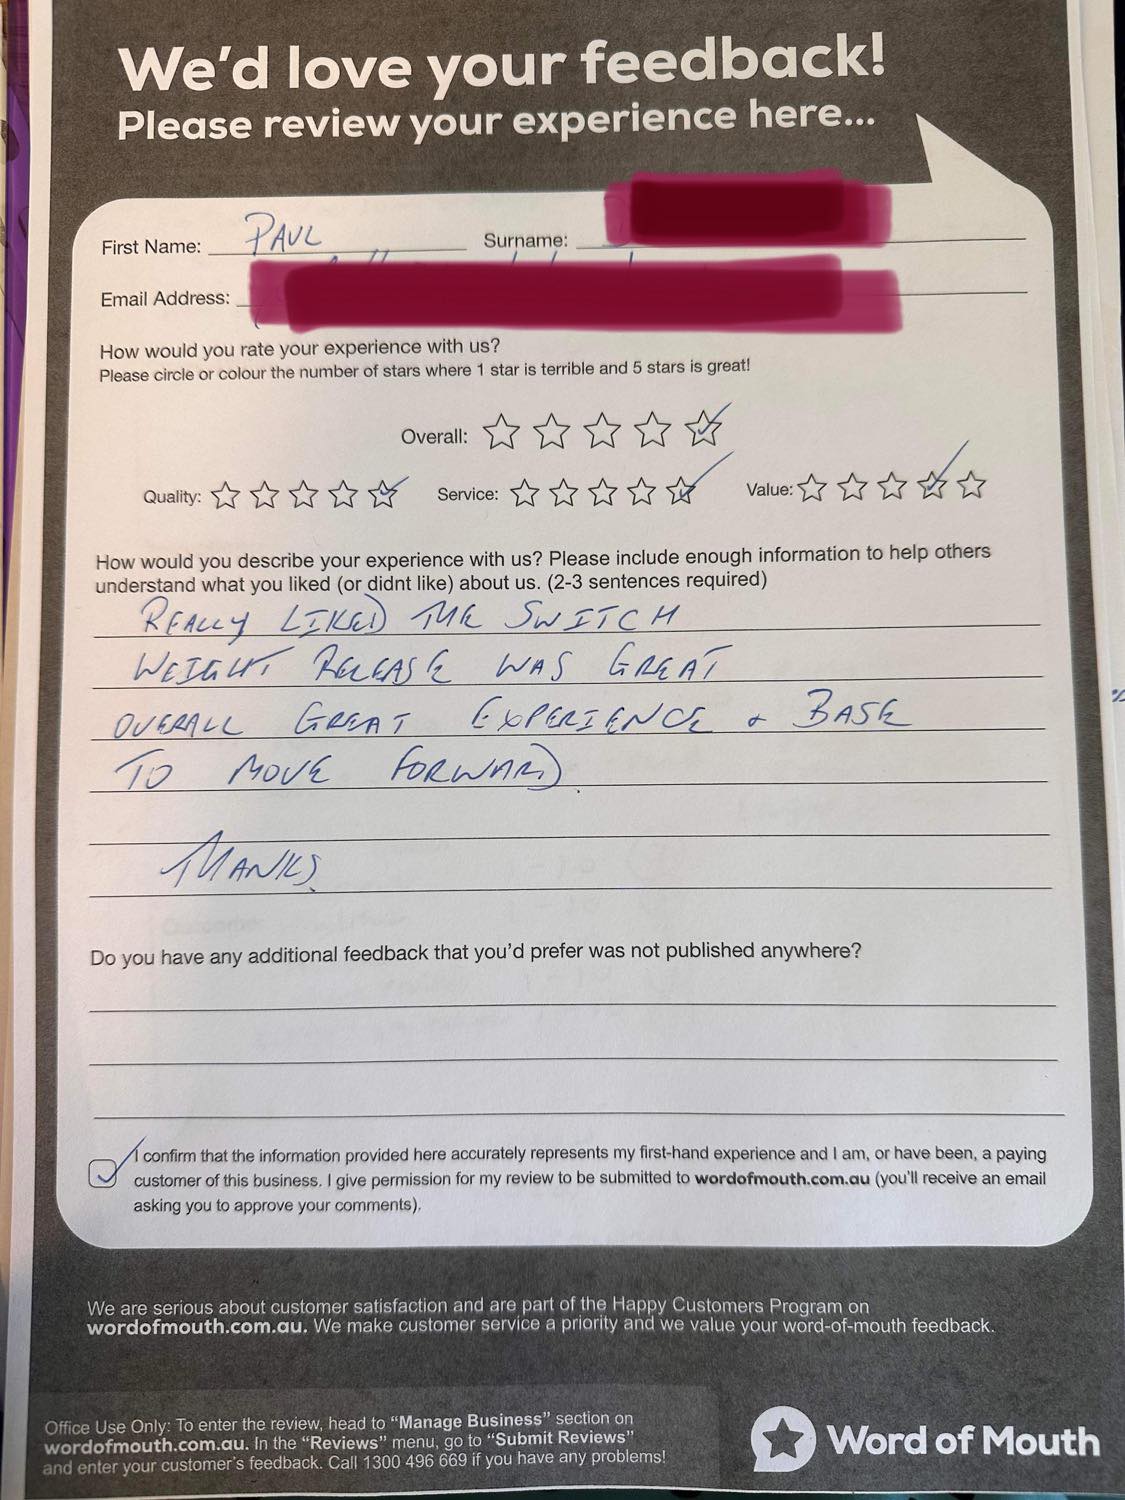 We'd love your feedback!
Please review your experience here...
First Name: PAUL Surname:
Email Address:
How would you rate your experience with us?
Please circle or colour the number of stars where 1 star is terrible and 5 stars is great!
Overall:
Quality: Service: Value:
How would you describe your experience with us? Please include enough information to help others
understand what you liked (or didnt like) about us. (2-3 sentences required)
REALLY LIKED THE SWITCH
WEIGHT RELEASE WAS GREAT
OVERALL GREAT EXPERIENCE & BASE
TO MOVE FORWARD.
THANKS.
Do you have any additional feedback that you'd prefer was not published anywhere?
I confirm that the information provided here accurately represents my first-hand experience and I am, or have been, a paying
customer of this business. I give permission for my review to be submitted to wordofmouth.com.au (you'll receive an email
asking you to approve your comments).
We are serious about customer satisfaction and are part of the Happy Customers Program on
wordofmouth.com.au. We make customer service a priority and we value your word-of-mouth feedback.
Office Use Only: To enter the review, head to "Manage Business" section on
wordofmouth.com.au. In the "Reviews" menu, go to "Submit Reviews"
and enter your customer's feedback. Call 1300 496 669 if you have any problems!
Word of Mouth